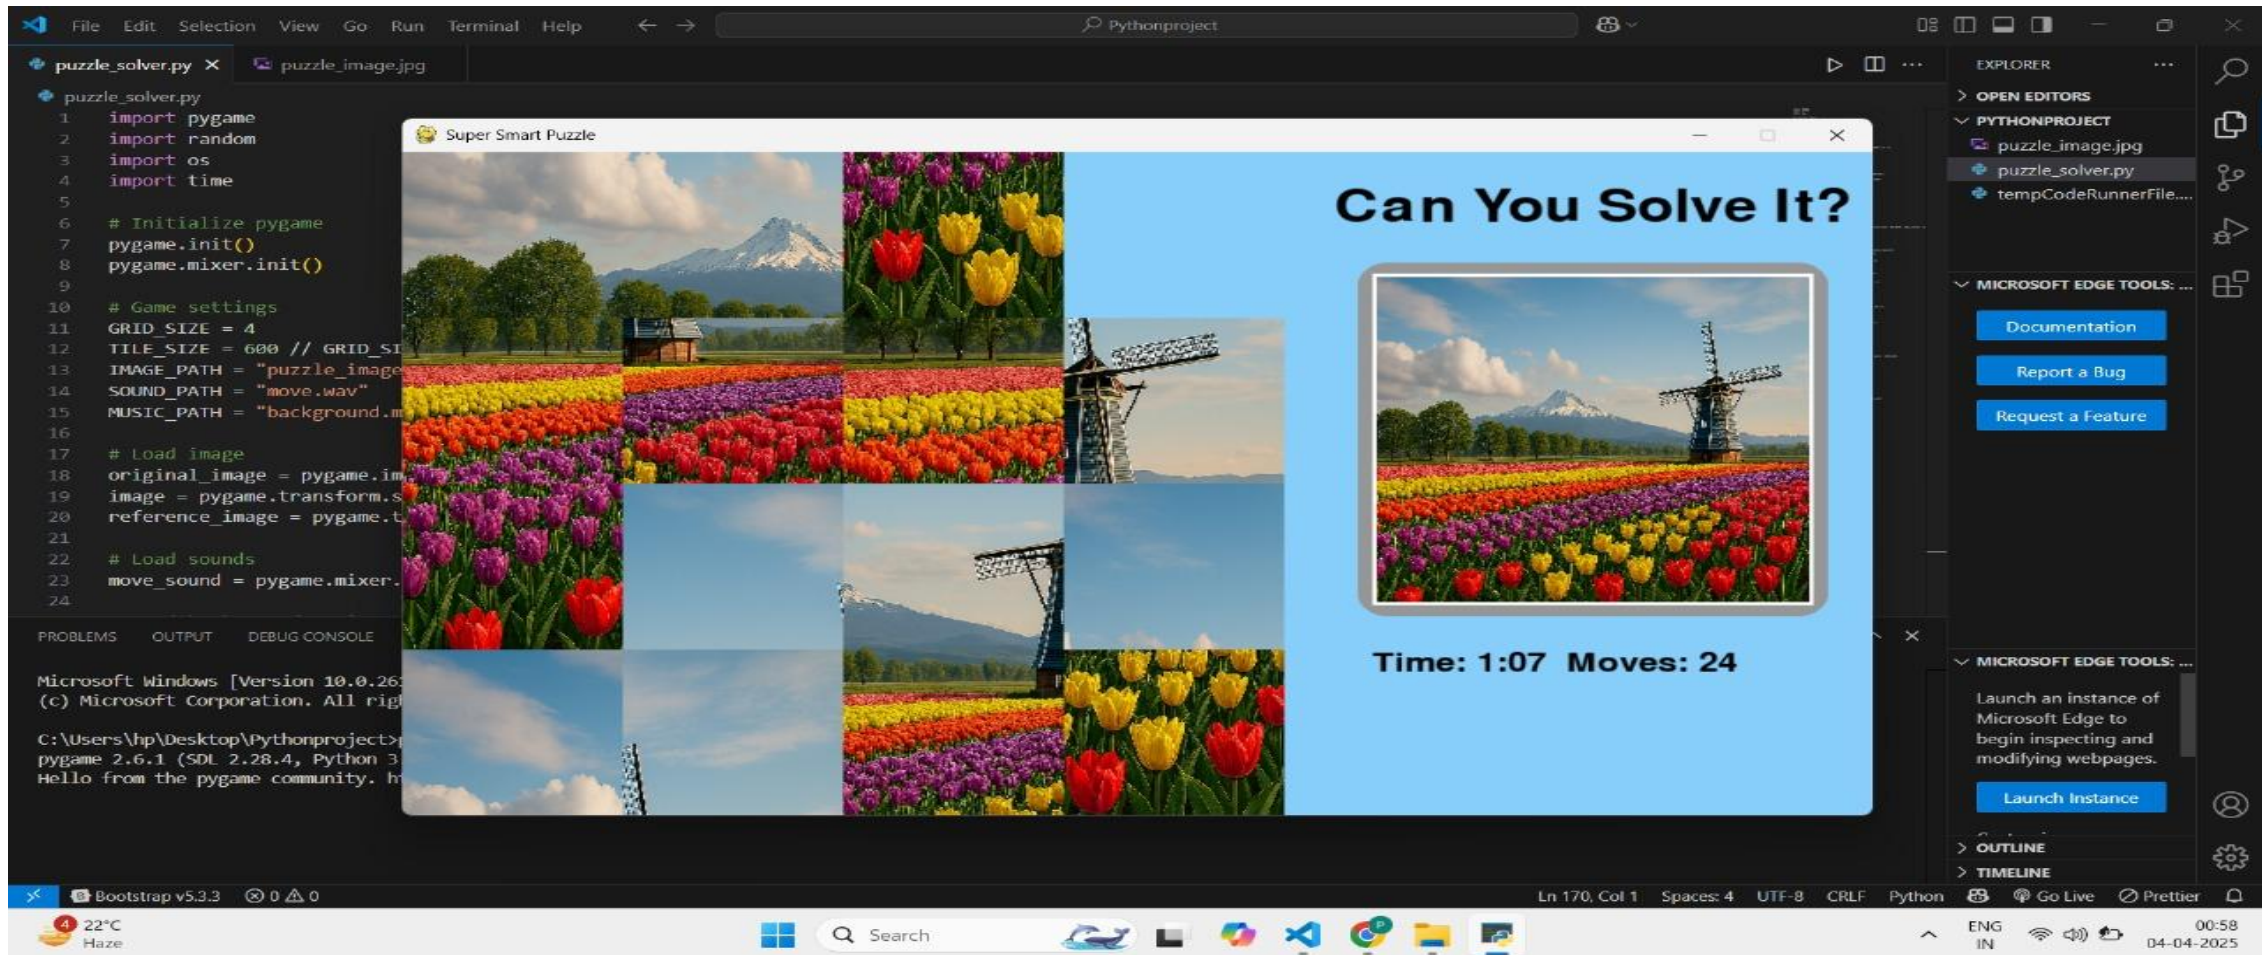 File Edit Selection View Go Run Terminal Help
Pythonproject
puzzle_solver.py
puzzle_image.jpg
puzzle_solver.py
1 import pygame
2 import random
3 import os
4 import time
5
6 # Initialize pygame
7 pygame.init()
8 pygame.mixer.init()
9
10 # Game settings
11 GRID_SIZE = 4
12 TILE_SIZE = 600 // GRID_SI
13 IMAGE_PATH = "puzzle_image
14 SOUND_PATH = "move.wav"
15 MUSIC_PATH = "background.m
16
17 # Load image
18 original_image = pygame.im
19 image = pygame.transform.s
20 reference_image = pygame.t
21
22 # Load sounds
23 move_sound = pygame.mixer.
24
Super Smart Puzzle
Can You Solve It?
Time: 1:07 Moves: 24
PROBLEMS OUTPUT DEBUG CONSOLE
Microsoft Windows [Version 10.0.26
(c) Microsoft Corporation. All rig
C:\Users\hp\Desktop\Pythonproject>
pygame 2.6.1 (SDL 2.28.4, Python 3
Hello from the pygame community. h
EXPLORER
OPEN EDITORS
PYTHONPROJECT
puzzle_image.jpg
puzzle_solver.py
tempCodeRunnerFile....
MICROSOFT EDGE TOOLS: ...
Documentation
Report a Bug
Request a Feature
MICROSOFT EDGE TOOLS: ...
Launch an instance of
Microsoft Edge to
begin inspecting and
modifying webpages.
Launch Instance
OUTLINE
TIMELINE
Bootstrap v5.3.3 0 0
Ln 170, Col 1 Spaces: 4 UTF-8 CRLF Python Go Live Prettier
4
22°C
Haze
Search
ENG
IN
00:58
04-04-2025